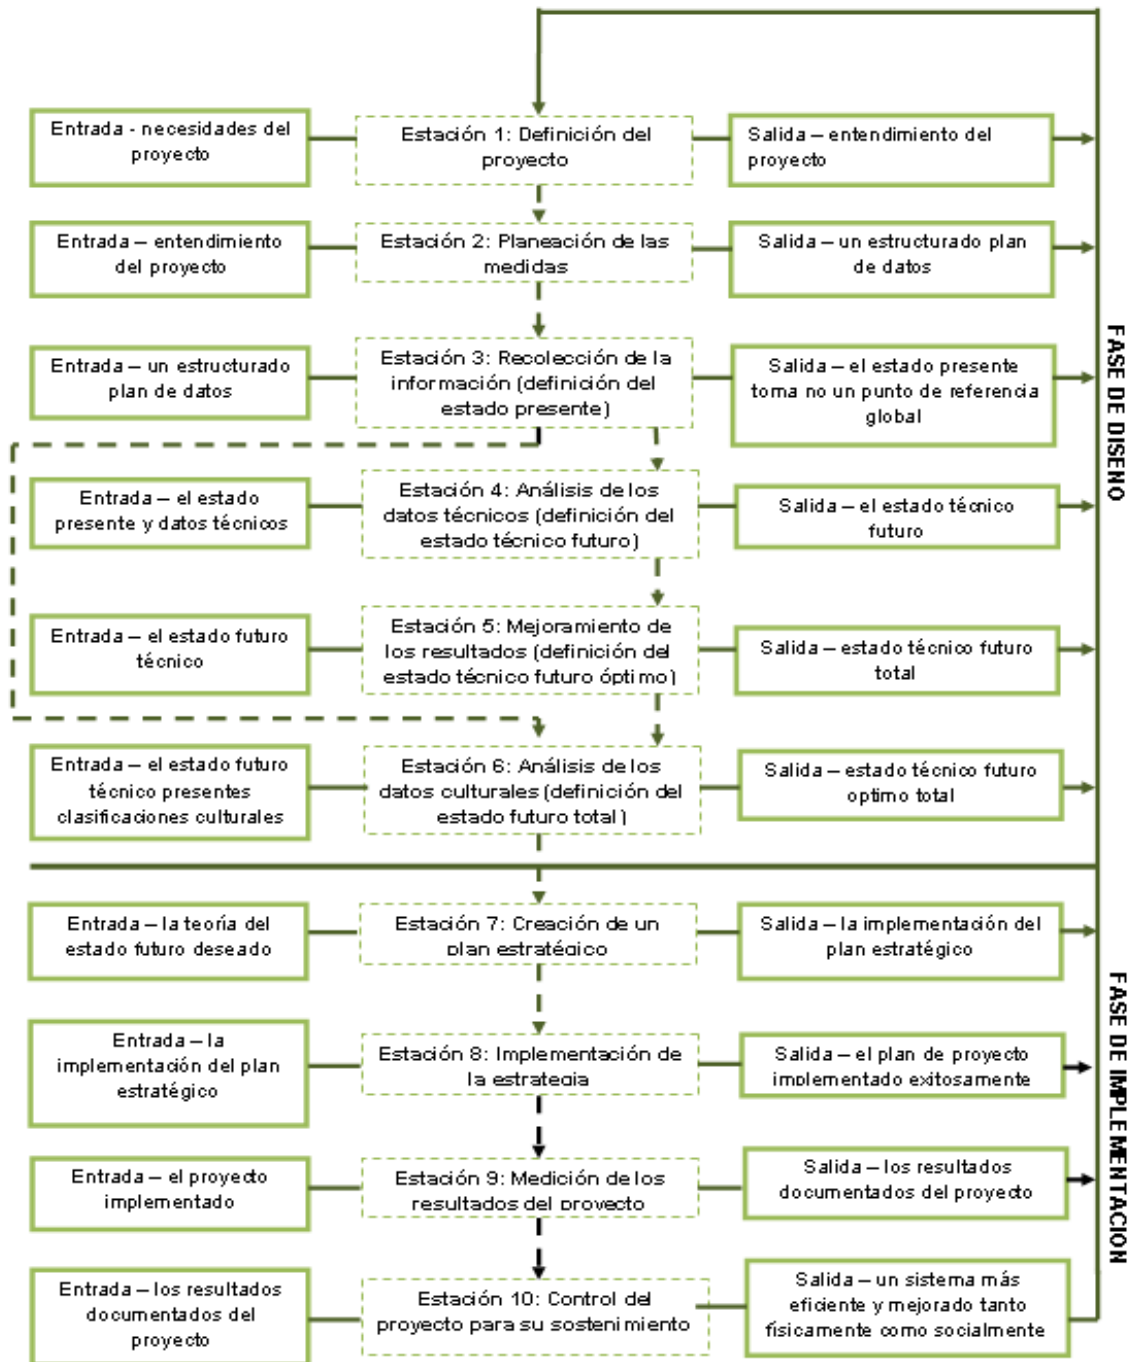 Entrada - necesidades del
proyecto
Estación 1: Definición del
proyecto
Salida – entendimiento del
proyecto
Entrada – entendimiento
del proyecto
Estación 2: Planeación de las
medidas
Salida – un estructurado plan
de datos
Entrada – un estructurado
plan de datos
Estación 3: Recolección de la
información (definición del
estado presente)
Salida – el estado presente
toma no un punto de referencia
global
Entrada – el estado
presente y datos técnicos
Estación 4: Análisis de los
datos técnicos (definición del
estado técnico futuro)
Salida – el estado técnico
futuro
Entrada – el estado futuro
técnico
Estación 5: Mejoramiento de
los resultados (definición del
estado técnico futuro óptimo)
Salida – estado técnico futuro
total
Entrada – el estado futuro
técnico presentes
clasificaciones culturales
Estación 6: Análisis de los
datos culturales (definición del
estado futuro total)
Salida – estado técnico futuro
optimo total
FASE DE DISENO
Entrada – la teoría del
estado futuro deseado
Estación 7: Creación de un
plan estratégico
Salida – la implementación del
plan estratégico
Entrada – la
implementación del plan
estratégico
Estación 8: Implementación de
la estrategia
Salida – el plan de proyecto
implementado exitosamente
Entrada – el proyecto
implementado
Estación 9: Medición de los
resultados del proyecto
Salida – los resultados
documentados del proyecto
Entrada – los resultados
documentados del
proyecto
Estación 10: Control del
proyecto para su sostenimiento
Salida – un sistema más
eficiente y mejorado tanto
físicamente como socialmente
FASE DE IMPLEMENTACION